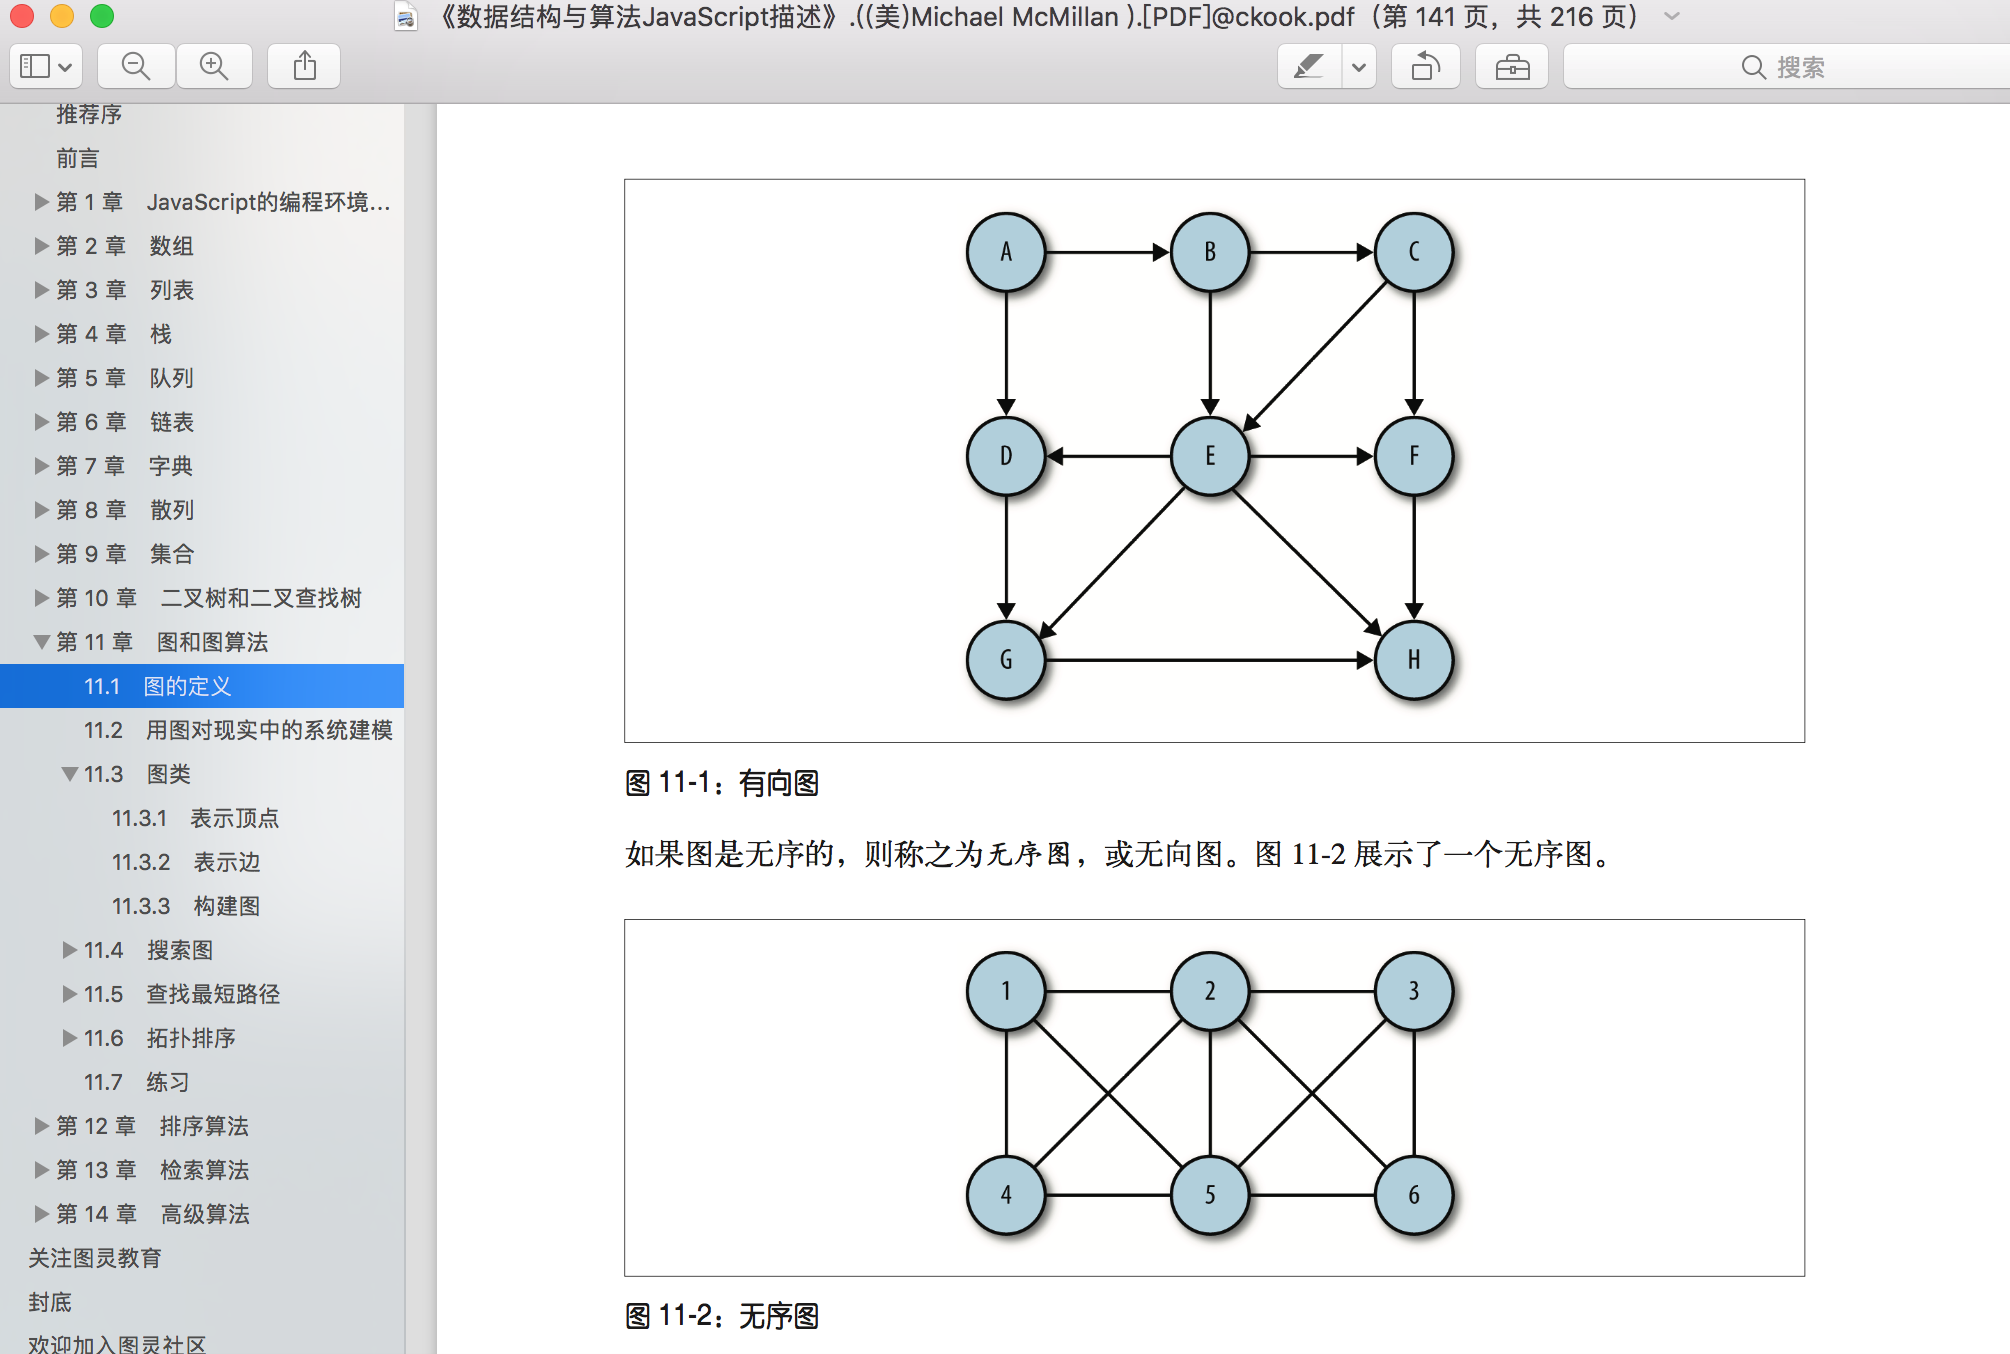 《数据结构与算法JavaScript描述》.((美)Michael McMillan ).[PDF]@ckook.pdf（第 141 页，共 216 页）
搜索
推荐序
前言
第 1 章 JavaScript的编程环境...
第 2 章 数组
第 3 章 列表
第 4 章 栈
第 5 章 队列
第 6 章 链表
第 7 章 字典
第 8 章 散列
第 9 章 集合
第 10 章 二叉树和二叉查找树
第 11 章 图和图算法
11.1 图的定义
11.2 用图对现实中的系统建模
11.3 图类
11.3.1 表示顶点
11.3.2 表示边
11.3.3 构建图
11.4 搜索图
11.5 查找最短路径
11.6 拓扑排序
11.7 练习
第 12 章 排序算法
第 13 章 检索算法
第 14 章 高级算法
关注图灵教育
封底
欢迎加入图灵社区
A B C
D E F
G H
图 11-1：有向图
如果图是无序的，则称之为无序图，或无向图。图 11-2 展示了一个无序图。
1 2 3
4 5 6
图 11-2：无序图